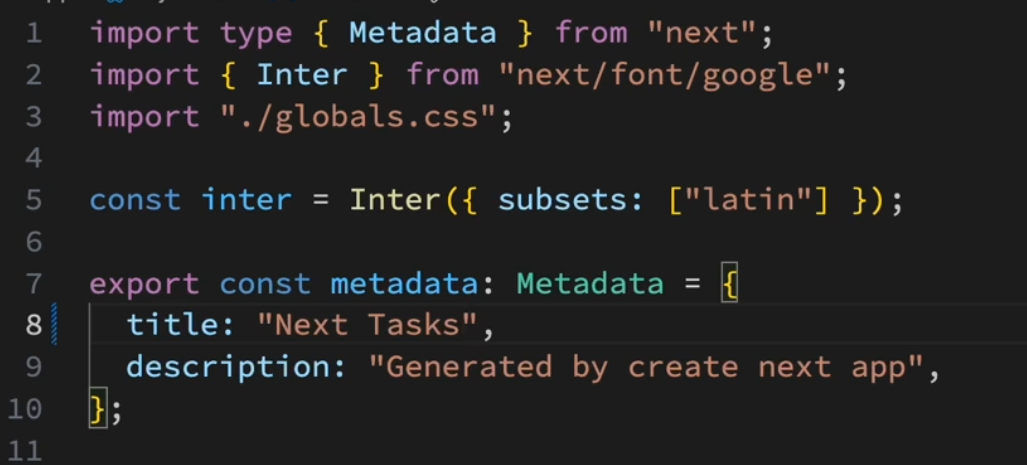 1 import type { Metadata } from "next";
2 import { Inter } from "next/font/google";
3 import "./globals.css";
4
5 const inter = Inter({ subsets: ["latin"] });
6
7 export const metadata: Metadata = {
8   title: "Next Tasks",
9   description: "Generated by create next app",
10 };
11